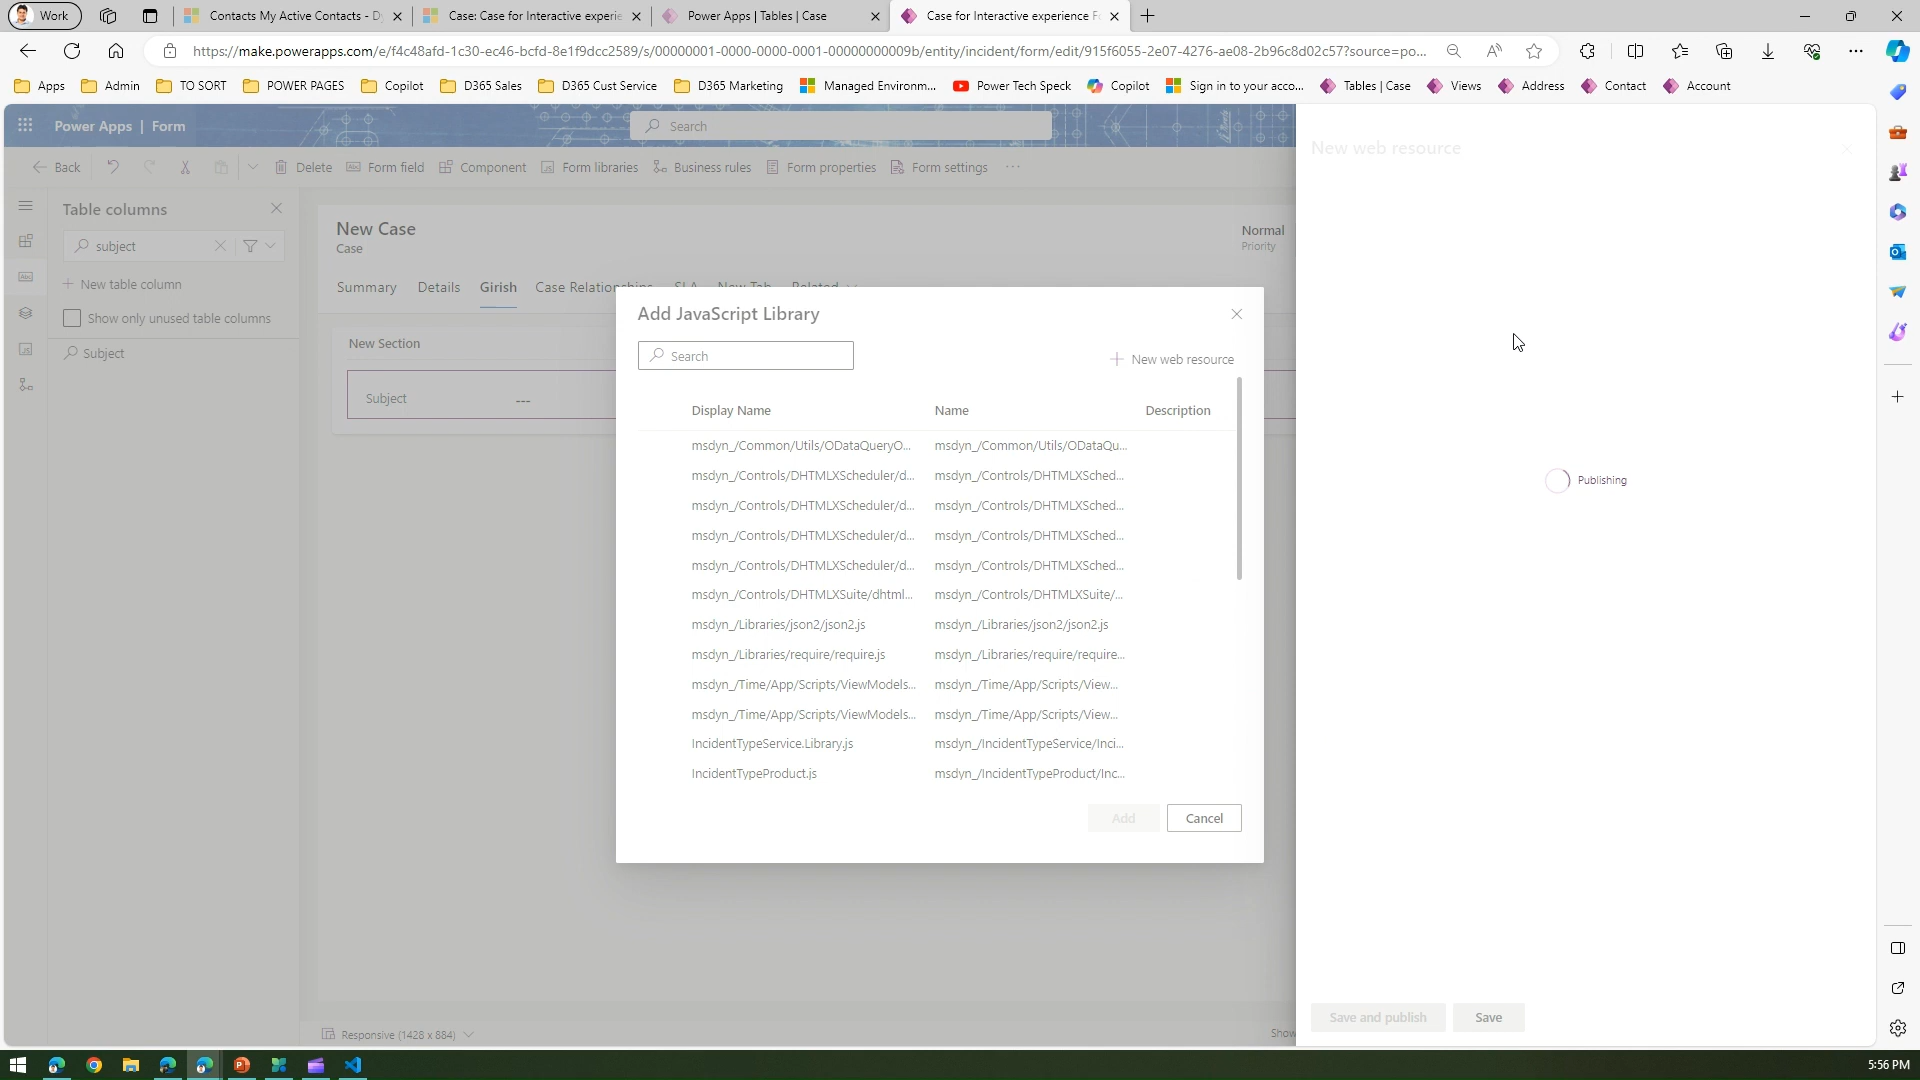 Work
Contacts My Active Contacts - Dy
Case: Case for Interactive experie
Power Apps | Tables | Case
Case for Interactive experience Fo
https://make.powerapps.com/e/f4c48afd-1c30-ec46-bcfd-8e1f9dcc2589/s/00000001-0000-0000-0001-00000000009b/entity/incident/form/edit/915f6055-2e07-4276-ae08-2b96c8d02c57?source=po...
Apps
Admin
TO SORT
POWER PAGES
Copilot
D365 Sales
D365 Cust Service
D365 Marketing
Managed Environm...
Power Tech Speck
Copilot
Sign in to your acco...
Tables | Case
Views
Address
Contact
Account
Power Apps | Form
Search
Back
Delete
Form field
Component
Form libraries
Business rules
Form properties
Form settings
Table columns
subject
New table column
Show only unused table columns
Subject
New Case
Case
Normal
Priority
Summary
Details
Girish
Case Relationships
SLA
New Tab
Related
New Section
Subject
---
Responsive (1428 x 884)
Show
Add JavaScript Library
Search
New web resource
Display Name
Name
Description
msdyn_/Common/Utils/ODataQueryO...
msdyn_/Common/Utils/ODataQu...
msdyn_/Controls/DHTMLXScheduler/d...
msdyn_/Controls/DHTMLXSched...
msdyn_/Controls/DHTMLXScheduler/d...
msdyn_/Controls/DHTMLXSched...
msdyn_/Controls/DHTMLXScheduler/d...
msdyn_/Controls/DHTMLXSched...
msdyn_/Controls/DHTMLXScheduler/d...
msdyn_/Controls/DHTMLXSched...
msdyn_/Controls/DHTMLXSuite/dhtml...
msdyn_/Controls/DHTMLXSuite/...
msdyn_/Libraries/json2/json2.js
msdyn_/Libraries/json2/json2.js
msdyn_/Libraries/require/require.js
msdyn_/Libraries/require/require...
msdyn_/Time/App/Scripts/ViewModels...
msdyn_/Time/App/Scripts/View...
msdyn_/Time/App/Scripts/ViewModels...
msdyn_/Time/App/Scripts/View...
IncidentTypeService.Library.js
msdyn_/IncidentTypeService/Inci...
IncidentTypeProduct.js
msdyn_/IncidentTypeProduct/Inc...
Add
Cancel
New web resource
Publishing
Save and publish
Save
5:56 PM